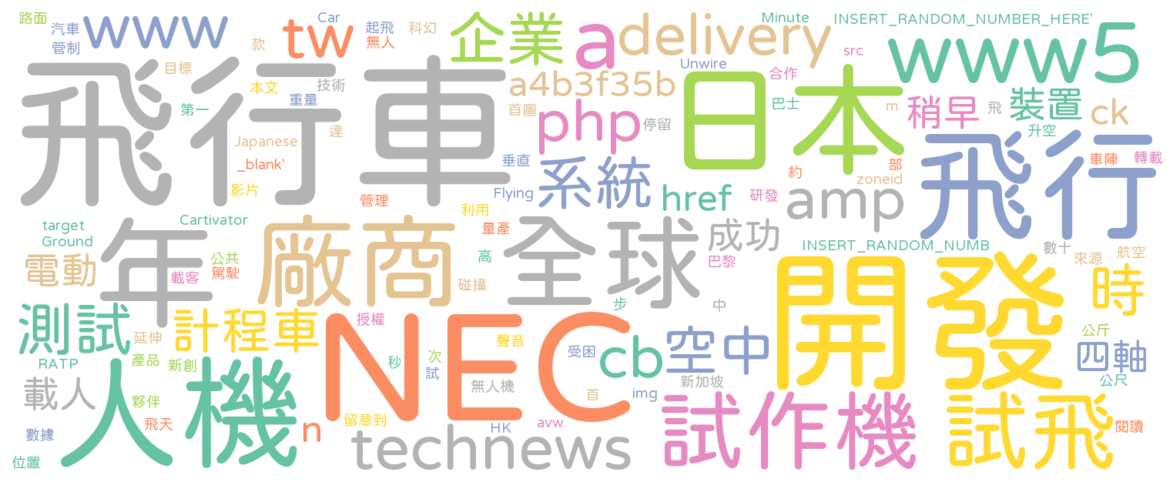 路面
汽車
管制
www
款
tw
Car
起飛
無人
科幻
企業
a
delivery
Minute
INSERT_RANDOM_NUMBER_HERE'
www5
src
Unwire
合作
目標
本文
技術
重量
第一
達
Japanese
_blank'
影片
飛行車
a4b3f35b
首圖
php
停留
日本
巴士
m
稍早
飛
裝置
升空
ck
垂直
系統
Flying
href
研發
約
部
zoneid
amp
飛行
車陣
轉載
管理
利用
量產
target
Ground
Cartivator
年
載客
公共
駕駛
電動
廠商
高
碰撞
全球
成功
巴黎
INSERT_RANDOM_NUMB
數十
來源
航空
時
開發
測試
延伸
計程車
授權
NEC
步
中
聲音
秒
次
試
受困
cb
空中
公斤
四軸
公尺
RATP
產品
新創
載人
人機
夥伴
飛天
數據
位置
n
留意到
無人機
首
img
新加坡
HK
avw
technews
試作機
試飛
閱讀